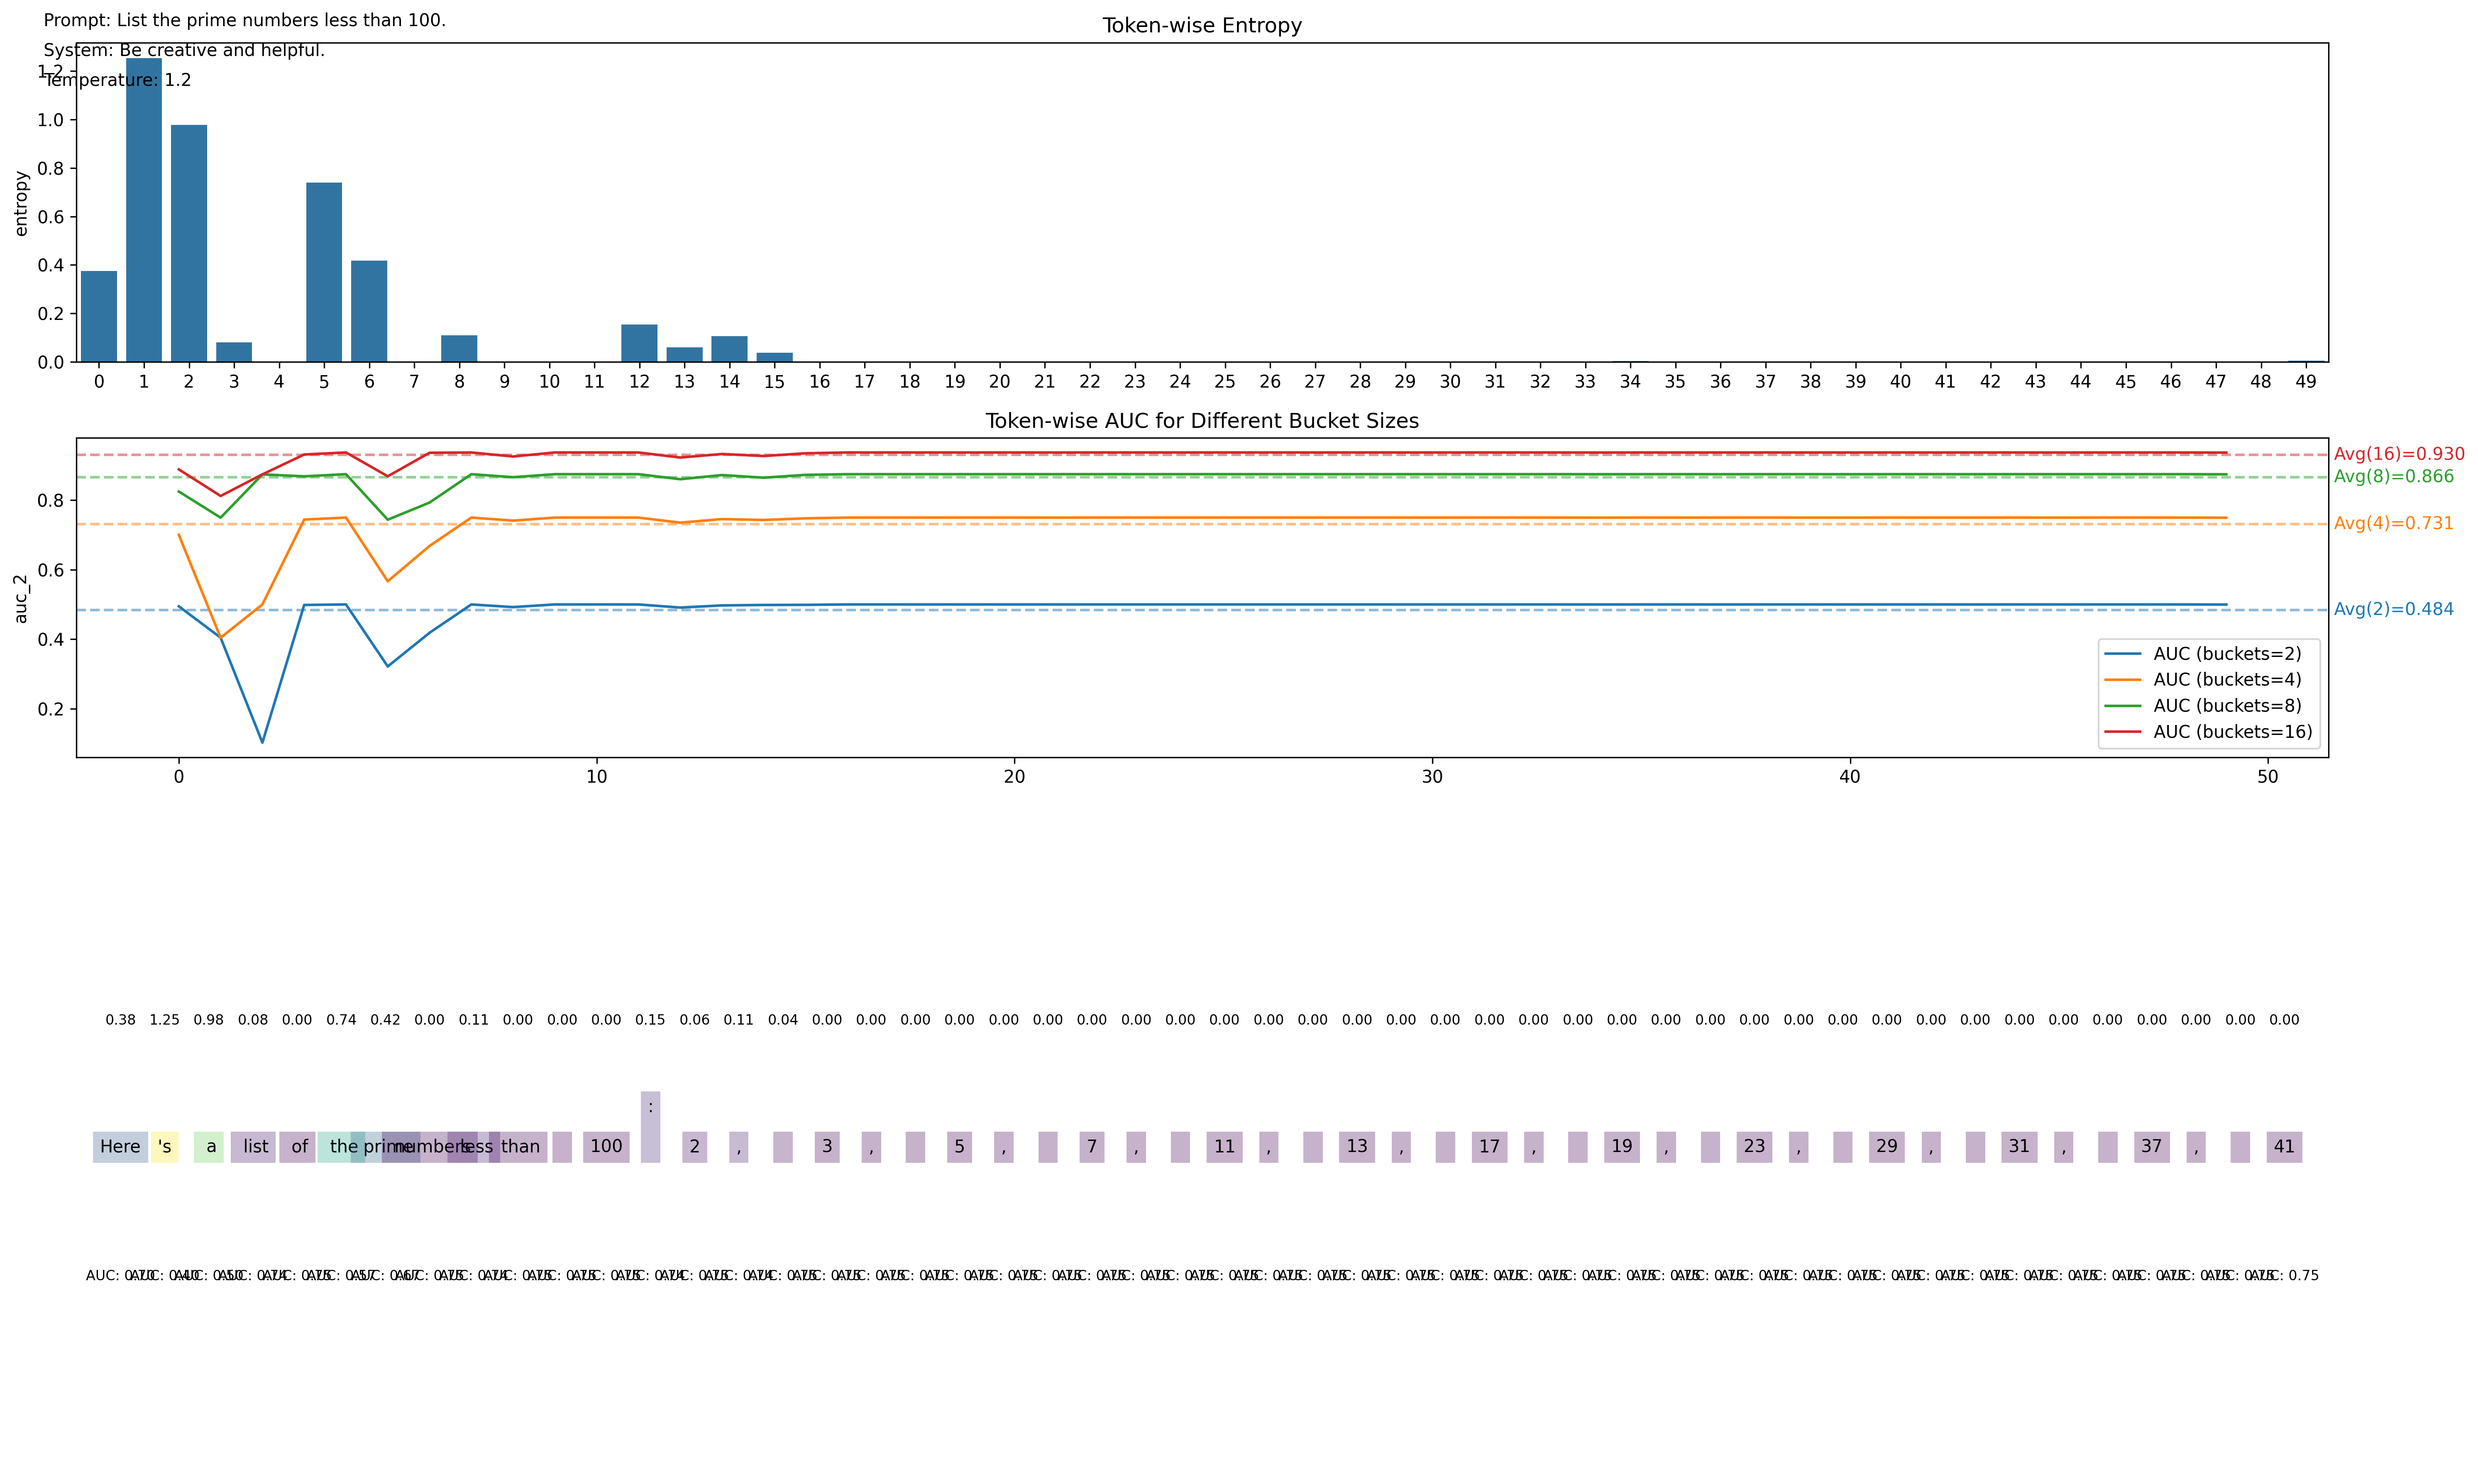 Prompt: List the prime numbers less than 100.
Token-wise Entropy
System: Be creative and helpful.
Temperature: 1.2
entropy
1.2
1.0
0.8
0.6
0.4
0.2
0.0
0 1 2 3 4 5 6 7 8 9 10 11 12 13 14 15 16 17 18 19 20 21 22 23 24 25 26 27 28 29 30 31 32 33 34 35 36 37 38 39 40 41 42 43 44 45 46 47 48 49
Token-wise AUC for Different Bucket Sizes
auc_2
0.8
0.6
0.4
0.2
Avg(16)=0.930
Avg(8)=0.866
Avg(4)=0.731
Avg(2)=0.484
AUC (buckets=2)
AUC (buckets=4)
AUC (buckets=8)
AUC (buckets=16)
0 10 20 30 40 50
0.38 1.25 0.98 0.08 0.00 0.74 0.42 0.00 0.11 0.00 0.00 0.00 0.15 0.06 0.11 0.04 0.00 0.00 0.00 0.00 0.00 0.00 0.00 0.00 0.00 0.00 0.00 0.00 0.00 0.00 0.00 0.00 0.00 0.00 0.00 0.00 0.00 0.00 0.00 0.00 0.00 0.00 0.00 0.00 0.00 0.00 0.00 0.00 0.00 0.00
:
Here 's a list of the prime numbers less than 100 2 , 3 , 5 , 7 , 11 , 13 , 17 , 19 , 23 , 29 , 31 , 37 , 41